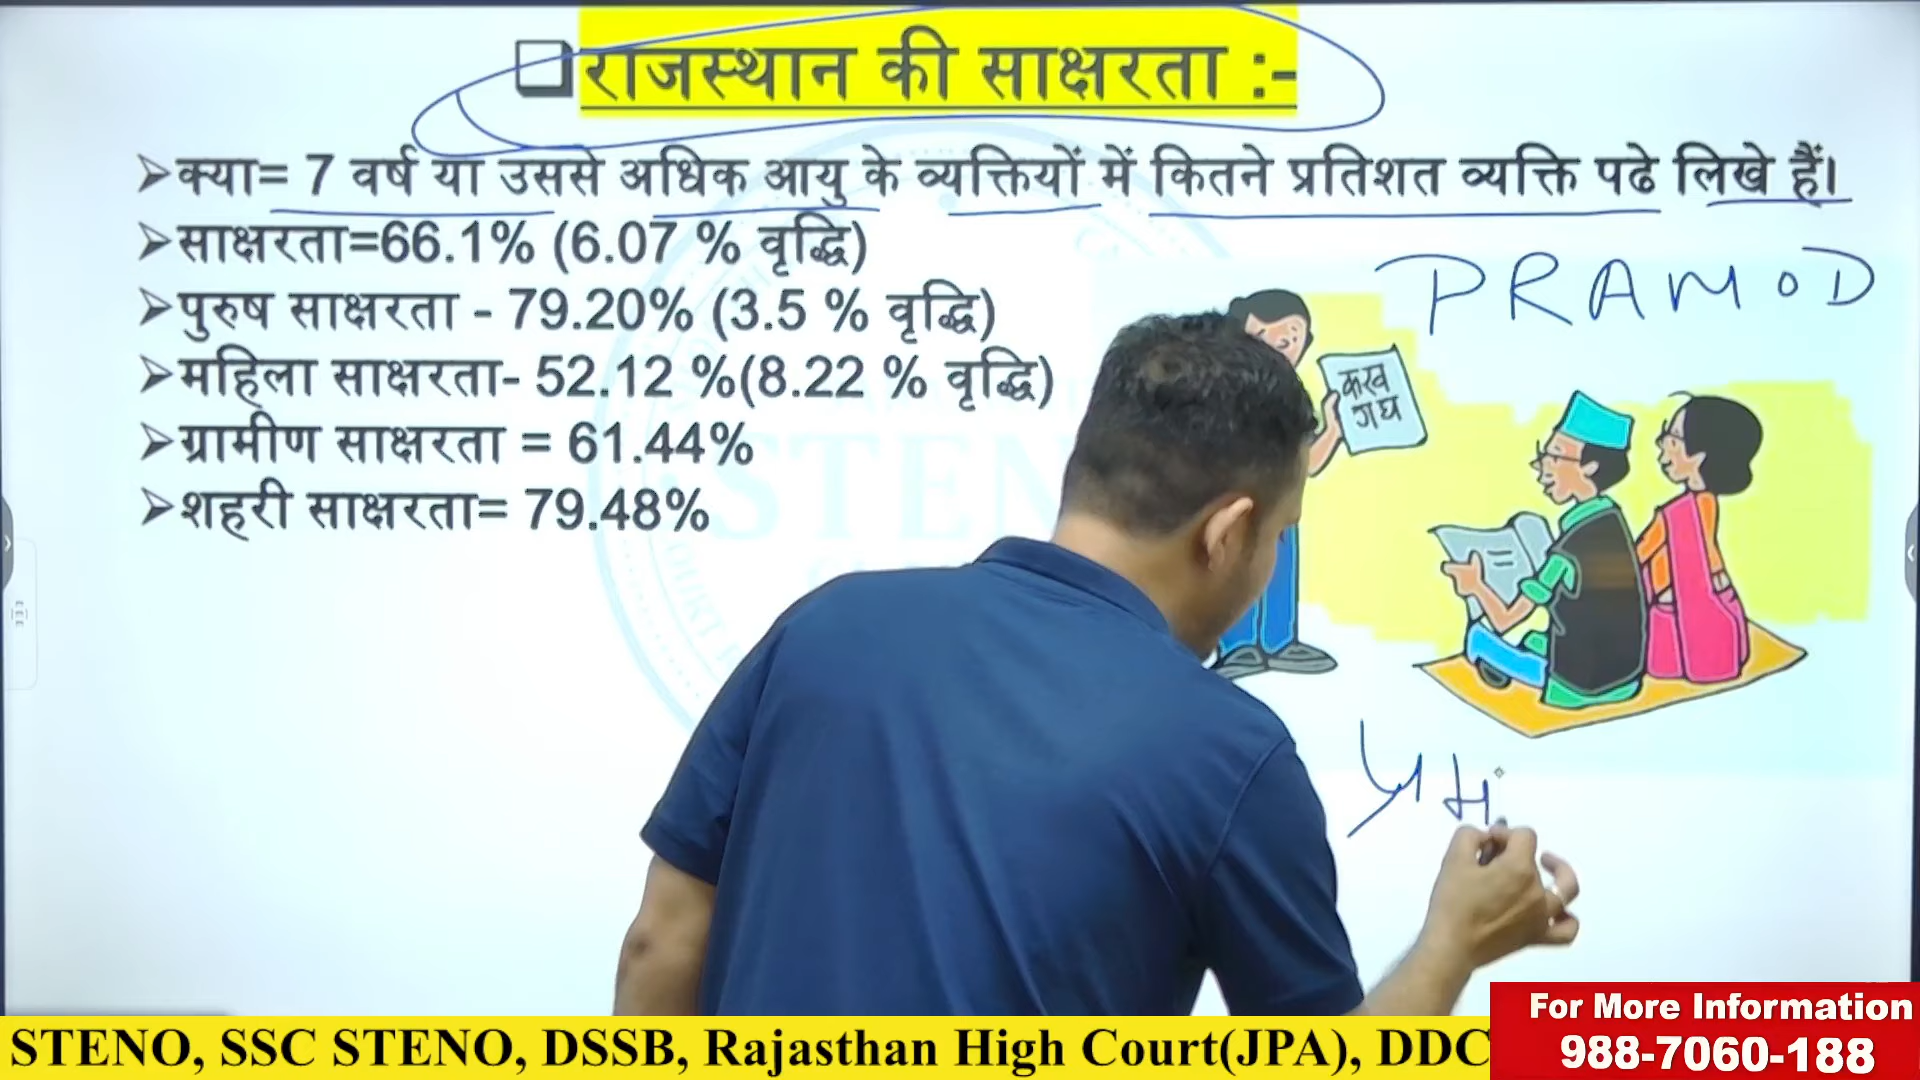 राजस्थान की साक्षरता :-
➢क्या= 7 वर्ष या उससे अधिक आयु के व्यक्तियों में कितने प्रतिशत व्यक्ति पढे लिखे हैं।
➢साक्षरता=66.1% (6.07 % वृद्धि)
➢पुरुष साक्षरता - 79.20% (3.5 % वृद्धि)
➢महिला साक्षरता- 52.12 %(8.22 % वृद्धि)
➢ग्रामीण साक्षरता = 61.44%
➢शहरी साक्षरता= 79.48%
PRAMOD
कख
गघ
STEN
प्रम
STENO, SSC STENO, DSSB, Rajasthan High Court(JPA), DDC
For More Information
988-7060-188